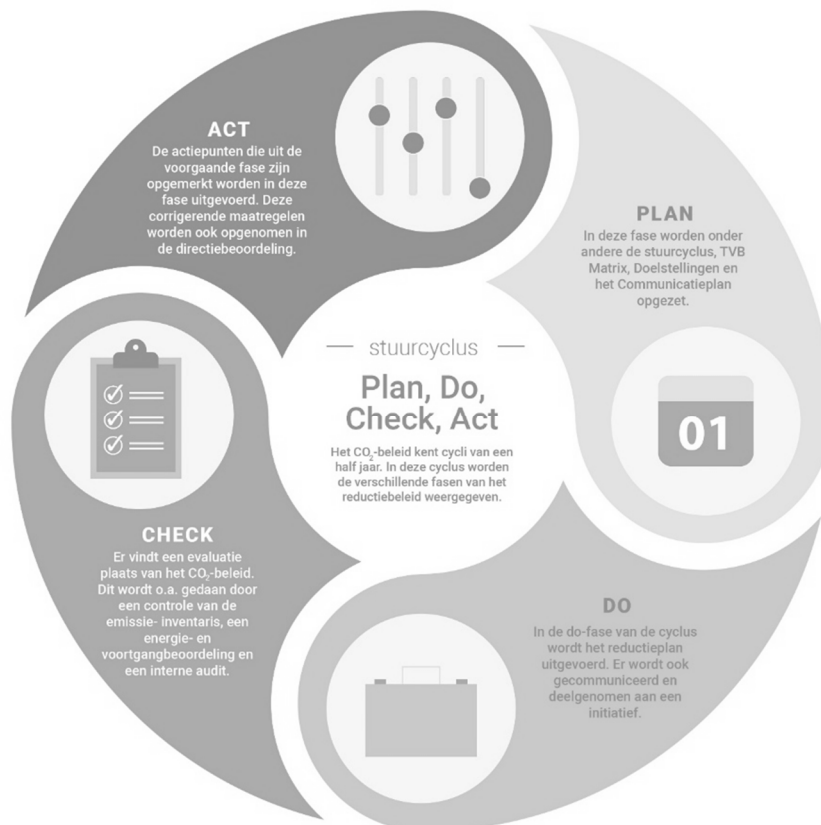 stuurcyclus
Plan, Do,
Check, Act
Het CO₂-beleid kent cycli van een
half jaar. In deze cyclus worden
de verschillende fasen van het
reductiebeleid weergegeven.
PLAN
In deze fase worden onder
andere de stuurcyclus, TVB
Matrix, Doelstellingen en
het Communicatieplan
opgezet.
01
DO
In de do-fase van de cyclus
wordt het reductieplan
uitgevoerd. Er wordt ook
gecommuniceerd en
deelgenomen aan een
initiatief.
CHECK
Er vindt een evaluatie
plaats van het CO₂-beleid.
Dit wordt o.a. gedaan door
een controle van de
emissie- inventaris, een
energie- en
voortgangbeoordeling en
een interne audit.
ACT
De actiepunten die uit de
voorgaande fase zijn
opgemerkt worden in deze
fase uitgevoerd. Deze
corrigerende maatregelen
worden ook opgenomen in
de directiebeoordeling.